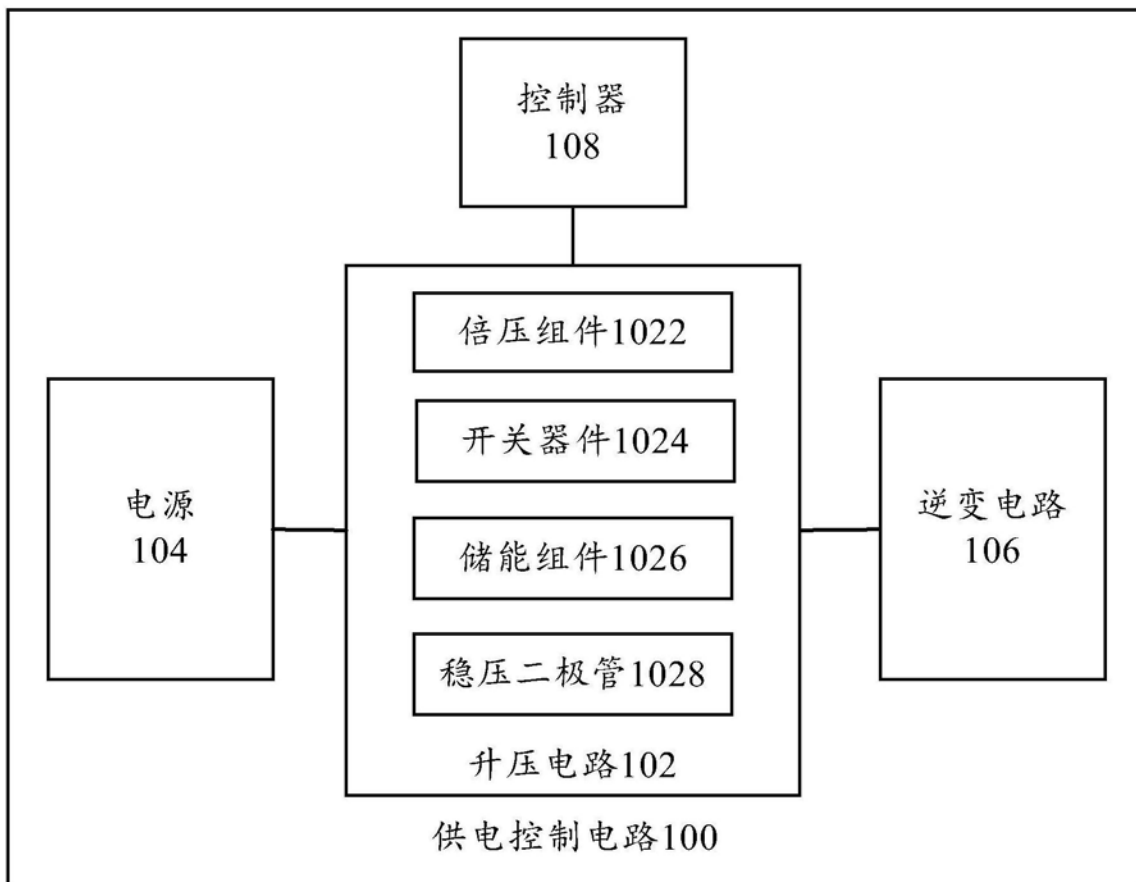 控制器
108
倍压组件1022
开关器件1024
电源
104
储能组件1026
逆变电路
106
稳压二极管1028
升压电路102
供电控制电路100